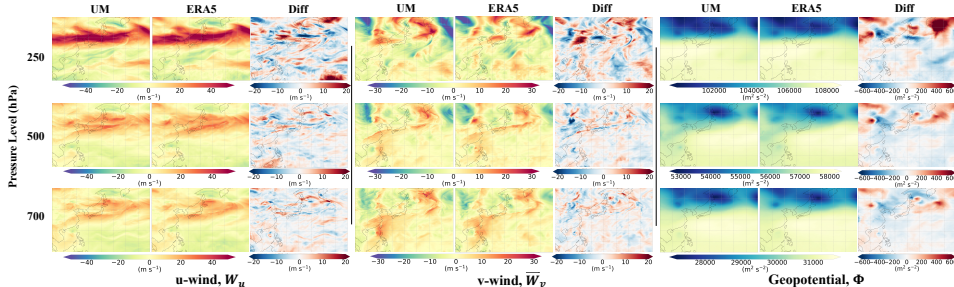 UM ERA5 Diff UM ERA5 Diff UM ERA5 Diff
Pressure Level (hPa)
250
−40 −20 0 20 40 −20 −10 0 10 20 −30 −20 −10 0 10 20 30 −20 −10 0 10 20 102000 104000 106000 108000 −600−400−200 0 200 400 600
(m s⁻¹) (m s⁻¹) (m s⁻¹) (m s⁻¹) (m² s⁻²) (m² s⁻²)
500
−40 −20 0 20 40 −20 −10 0 10 20 −30 −20 −10 0 10 20 30 −20 −10 0 10 20 53000 54000 55000 56000 57000 58000 −600−400−200 0 200 400 600
(m s⁻¹) (m s⁻¹) (m s⁻¹) (m s⁻¹) (m² s⁻²) (m² s⁻²)
700
−40 −20 0 20 40 −20 −10 0 10 20 −30 −20 −10 0 10 20 30 −20 −10 0 10 20 28000 29000 30000 31000 −600−400−200 0 200 400 600
(m s⁻¹) (m s⁻¹) (m s⁻¹) (m s⁻¹) (m² s⁻²) (m² s⁻²)
u-wind, W_u v-wind, W̅_v Geopotential, Φ